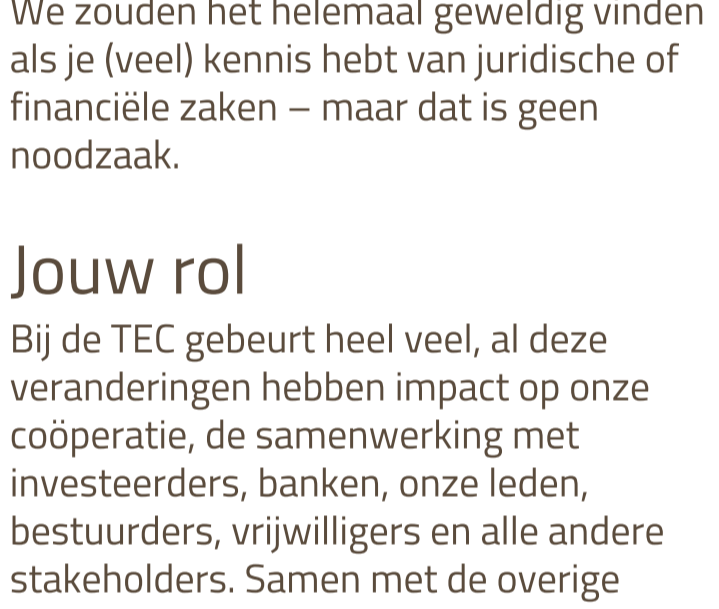 We zouden het helemaal geweldig vinden
als je (veel) kennis hebt van juridische of
financiële zaken – maar dat is geen
noodzaak.
Jouw rol
Bij de TEC gebeurt heel veel, al deze
veranderingen hebben impact op onze
coöperatie, de samenwerking met
investeerders, banken, onze leden,
bestuurders, vrijwilligers en alle andere
stakeholders. Samen met de overige